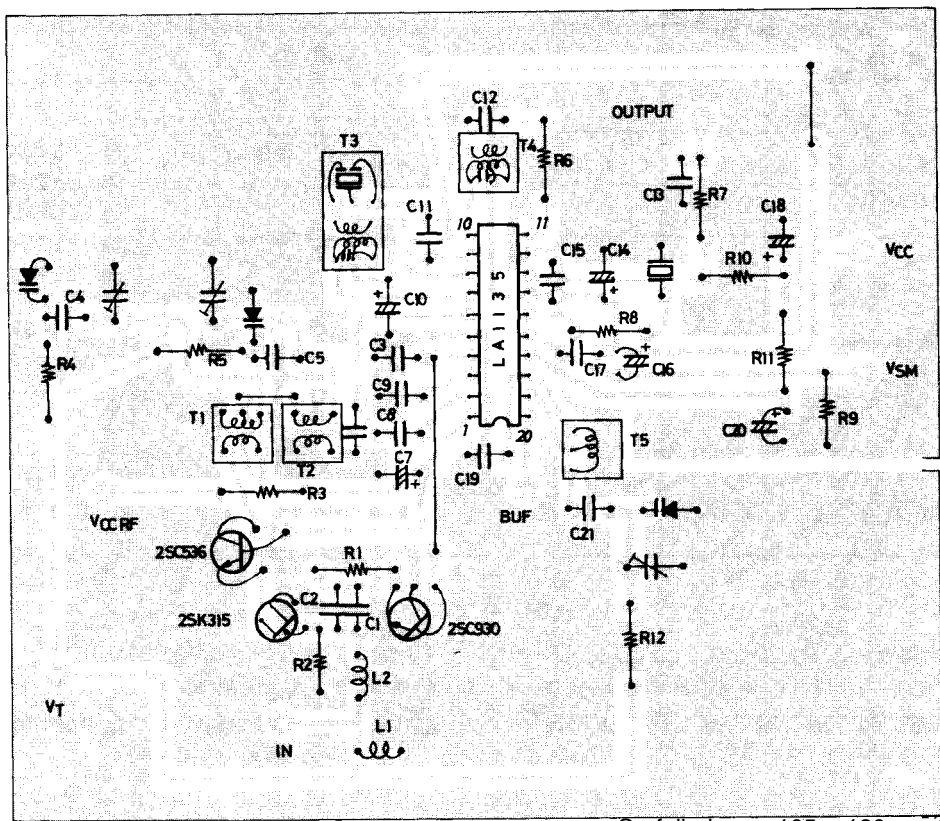 C12
OUTPUT
T3
T4
R6
C11
10
11
C13
R7
C18
C15
C14
VCC
R10
C4
C10
LA1135
R8
R4
R5
C5
C3
C17
C16
R11
VSM
C9
R9
T1
C8
1
20
C20
T5
T2
C7
C19
R3
BUF
C21
VCCRF
2SC536
R1
2SK315
C2
C1
2SC930
R12
R2
L2
VT
L1
IN